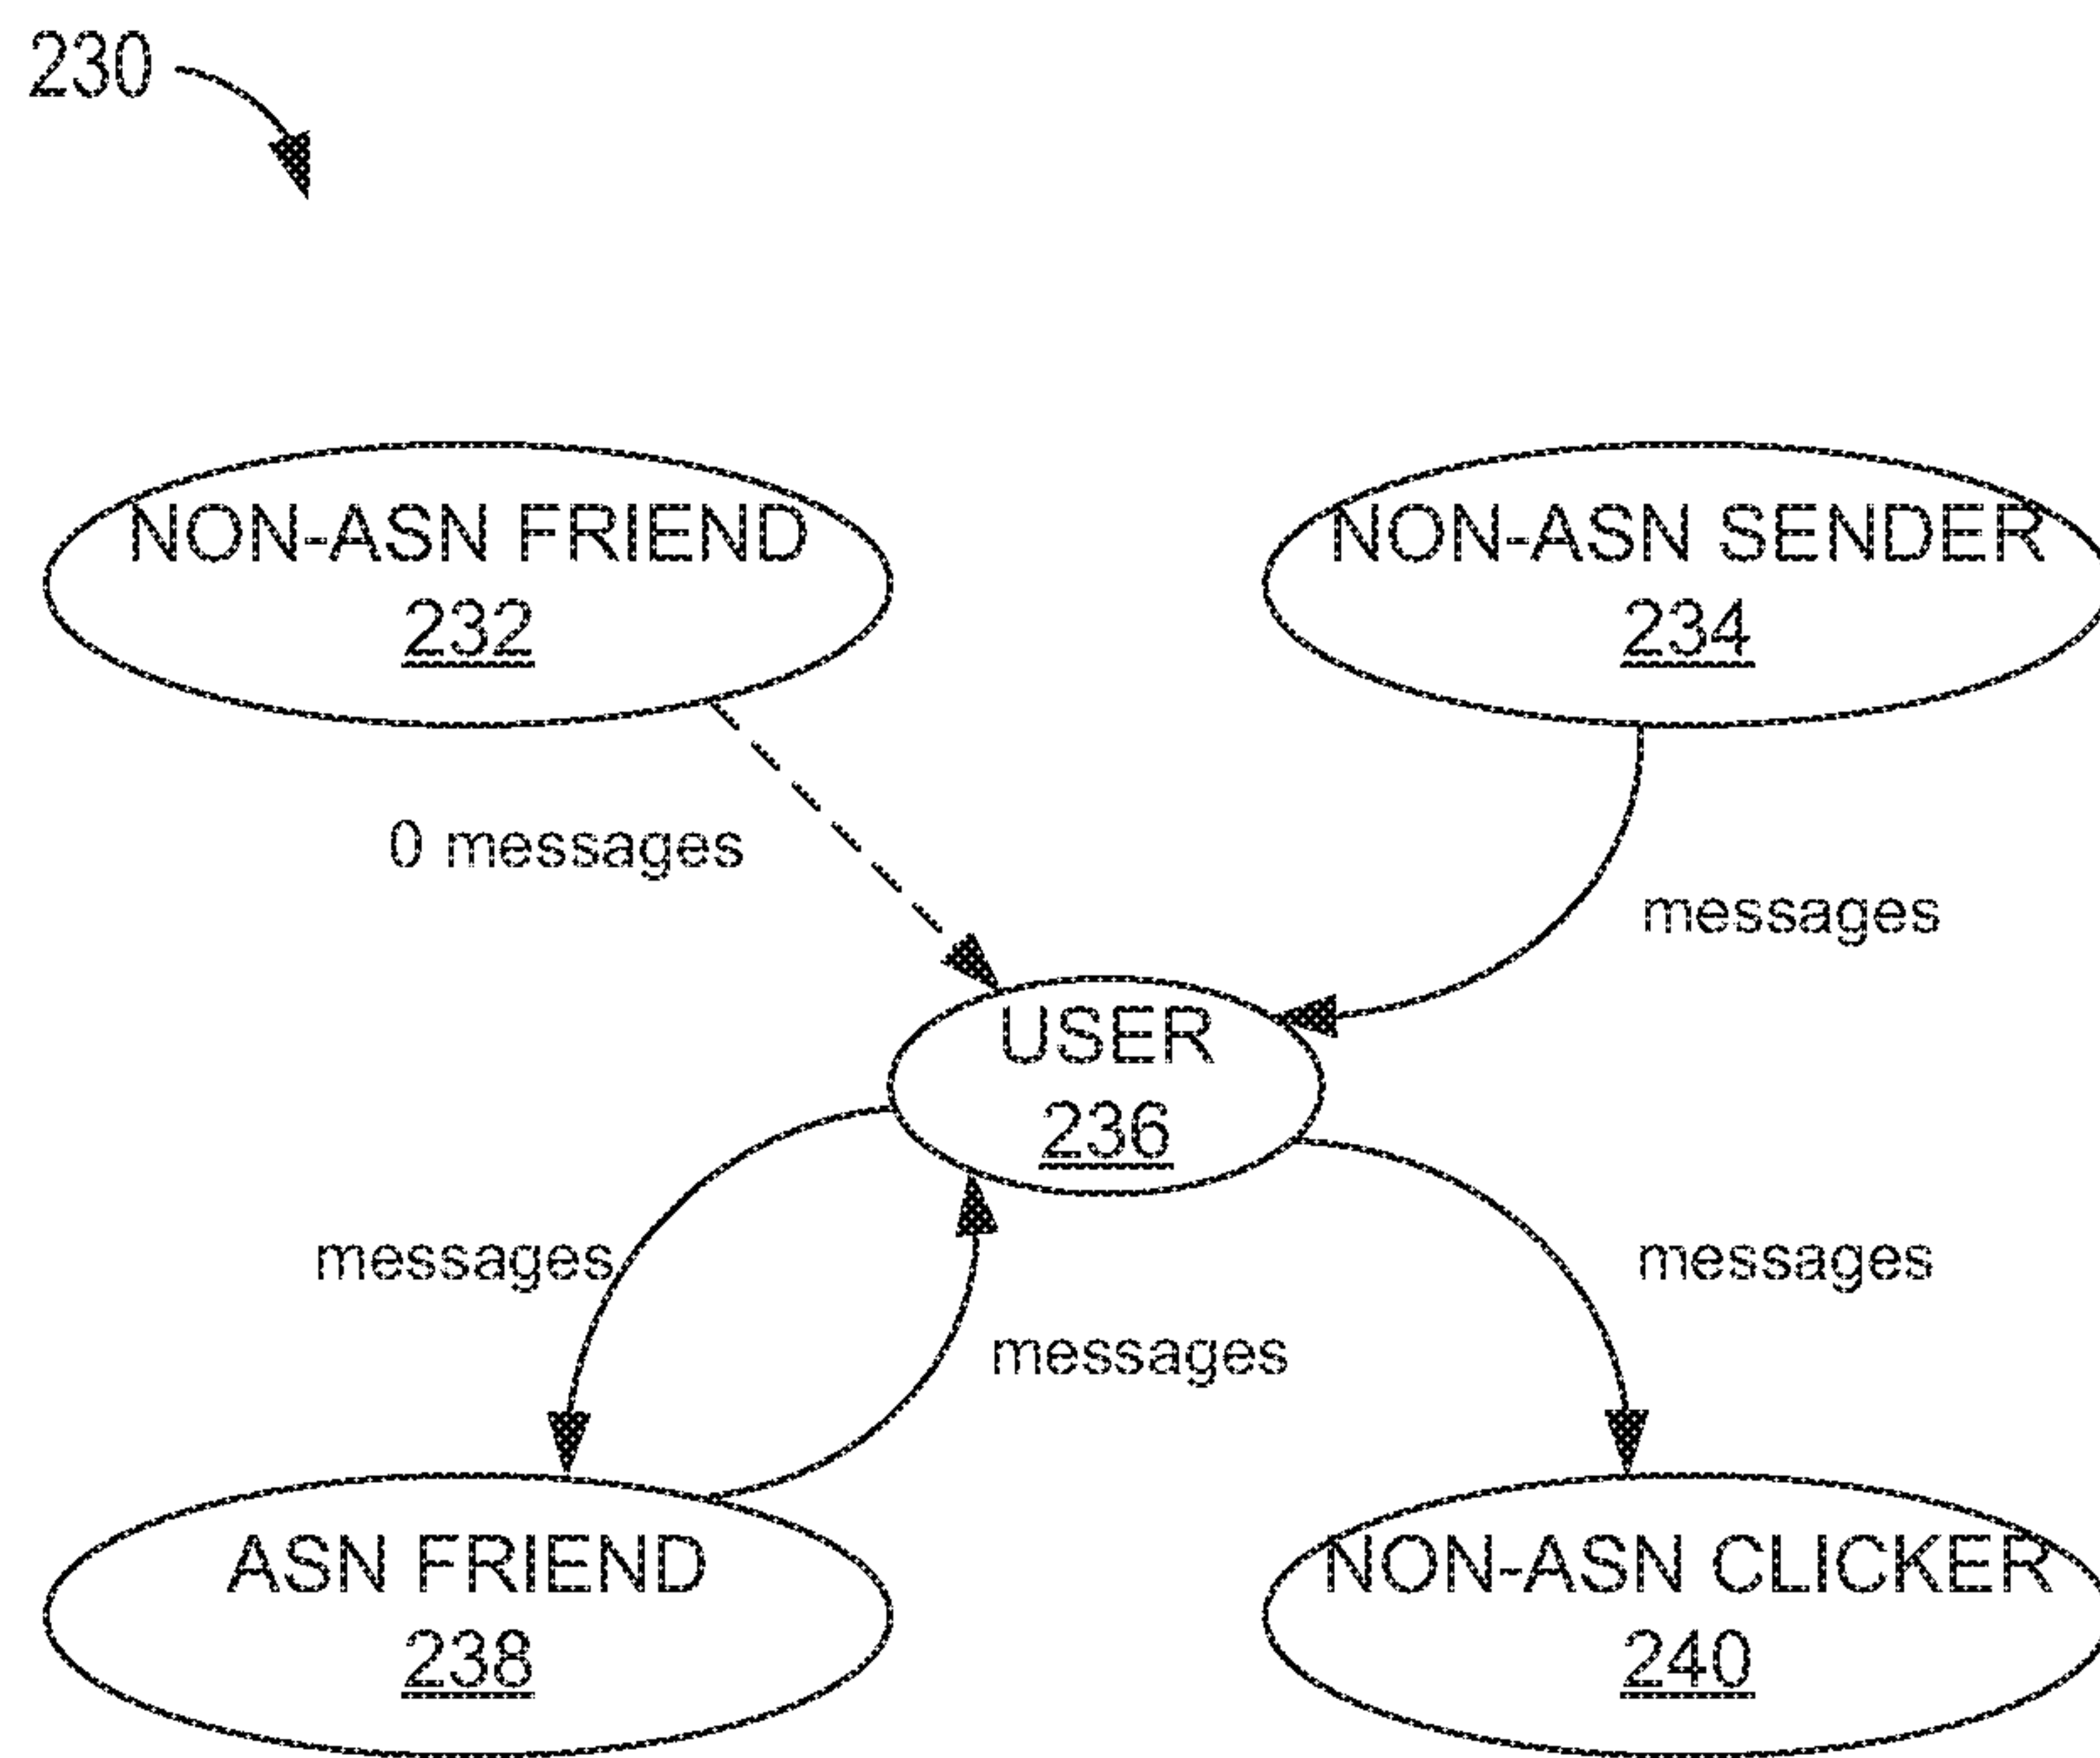 230
NON-ASN FRIEND
232
NON-ASN SENDER
234
0 messages
messages
USER
236
messages
messages
messages
ASN FRIEND
238
NON-ASN CLICKER
240